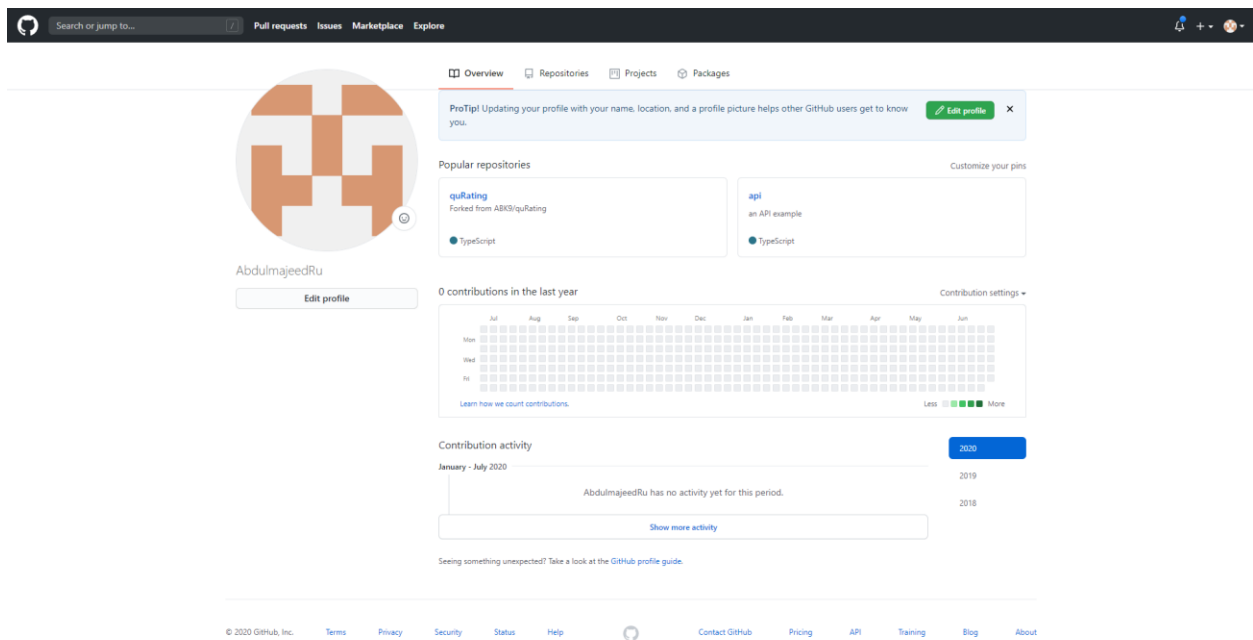 Search or jump to... /
Pull requests Issues Marketplace Explore
Overview Repositories Projects Packages
ProTip! Updating your profile with your name, location, and a profile picture helps other GitHub users get to know
you.
Edit profile
Popular repositories
Customize your pins
quRating
Forked from ABK9/quRating
TypeScript
api
an API example
TypeScript
AbdulmajeedRu
Edit profile
0 contributions in the last year
Contribution settings
Jul Aug Sep Oct Nov Dec Jan Feb Mar Apr May Jun
Mon
Wed
Fri
Learn how we count contributions.
Less More
Contribution activity
January - July 2020
AbdulmajeedRu has no activity yet for this period.
Show more activity
2020
2019
2018
Seeing something unexpected? Take a look at the GitHub profile guide.
© 2020 GitHub, Inc. Terms Privacy Security Status Help Contact GitHub Pricing API Training Blog About